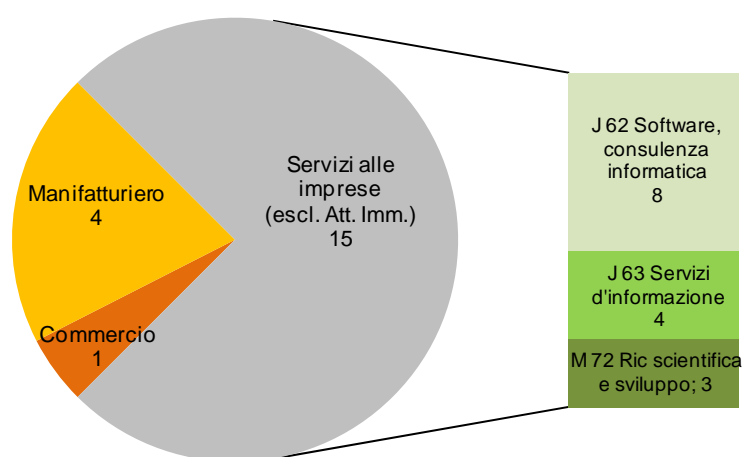 Manifatturiero
4
Commercio
1
Servizi alle
imprese
(escl. Att. Imm.)
15
J 62 Software,
consulenza
informatica
8
J 63 Servizi
d'informazione
4
M 72 Ric scientifica
e sviluppo; 3